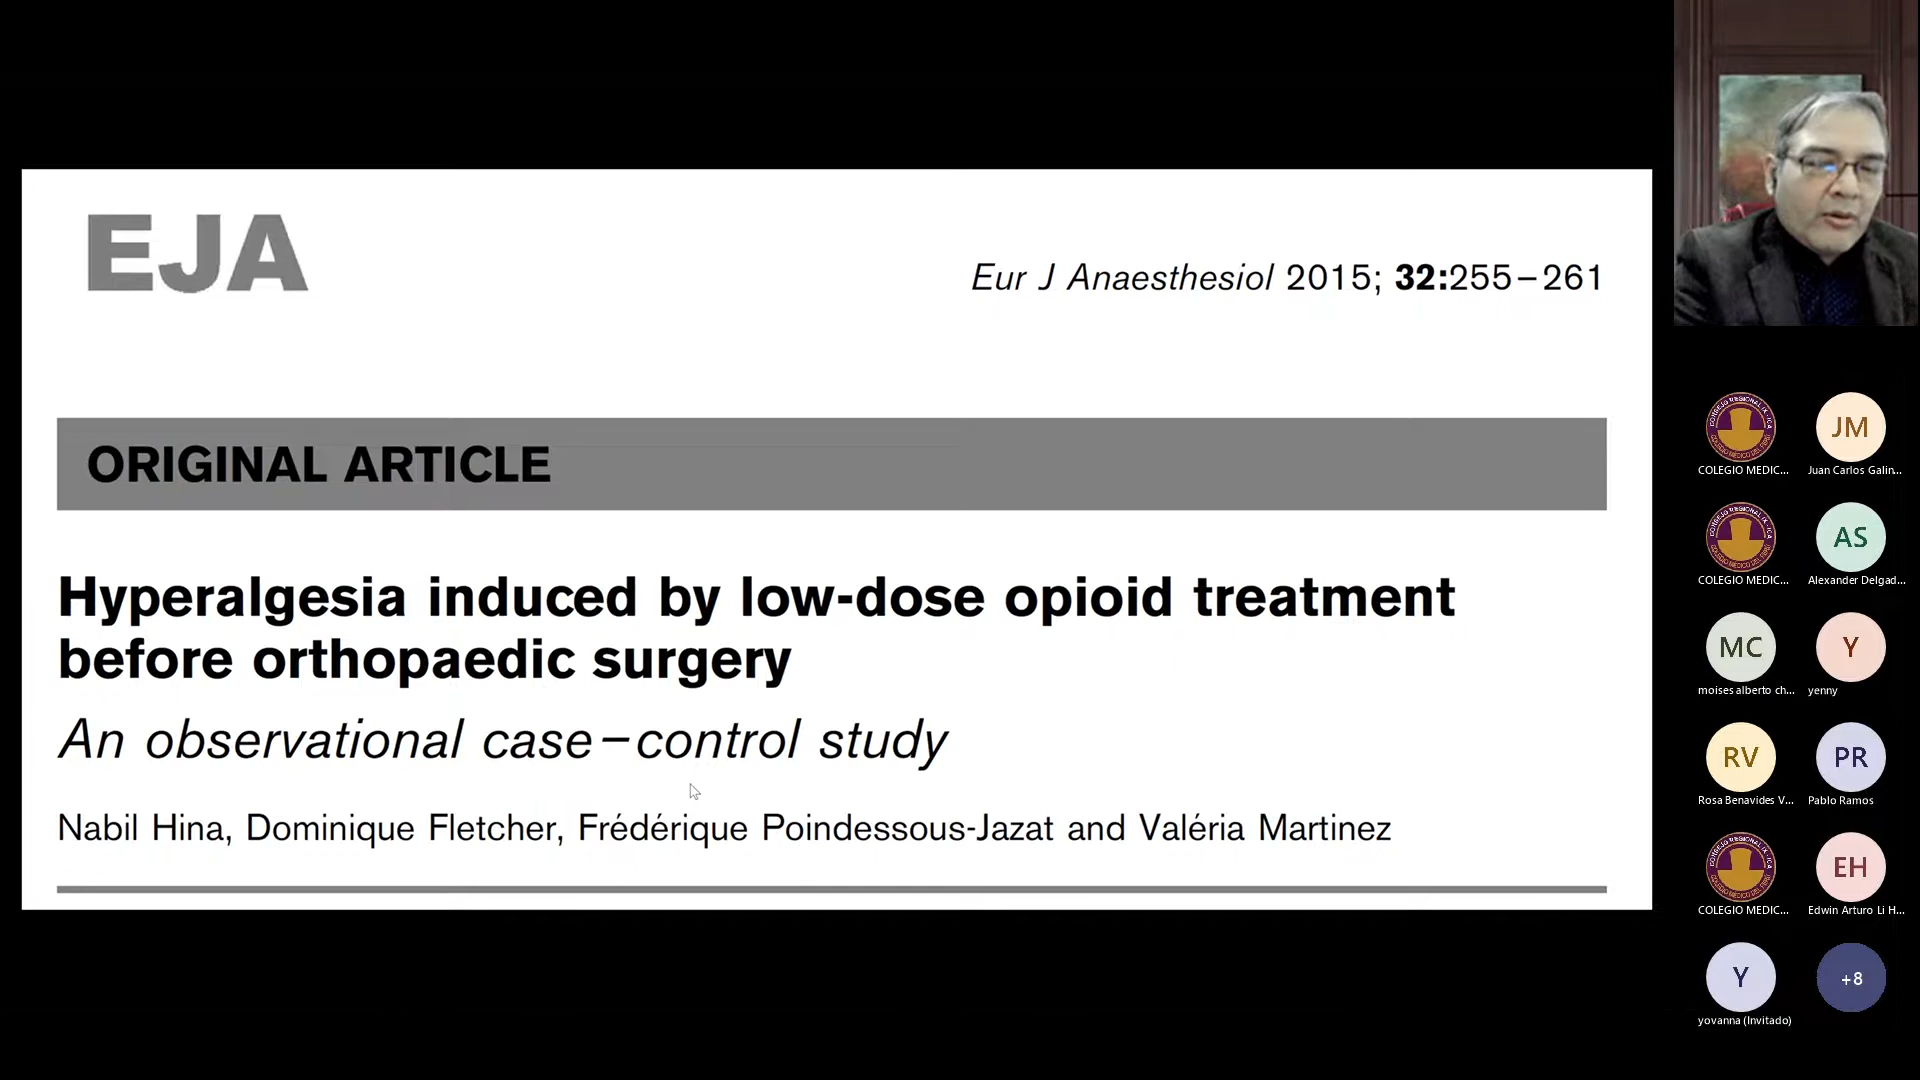 EJA
Eur J Anaesthesiol 2015; 32:255–261
ORIGINAL ARTICLE
Hyperalgesia induced by low-dose opioid treatment
before orthopaedic surgery
An observational case–control study
Nabil Hina, Dominique Fletcher, Frédérique Poindessous-Jazat and Valéria Martinez
COLEGIO MEDIC...
JM
Juan Carlos Galin...
COLEGIO MEDIC...
AS
Alexander Delgad...
MC
moises alberto ch...
Y
yenny
RV
Rosa Benavides V...
PR
Pablo Ramos
COLEGIO MEDIC...
EH
Edwin Arturo Li H...
Y
yovanna (Invitado)
+8